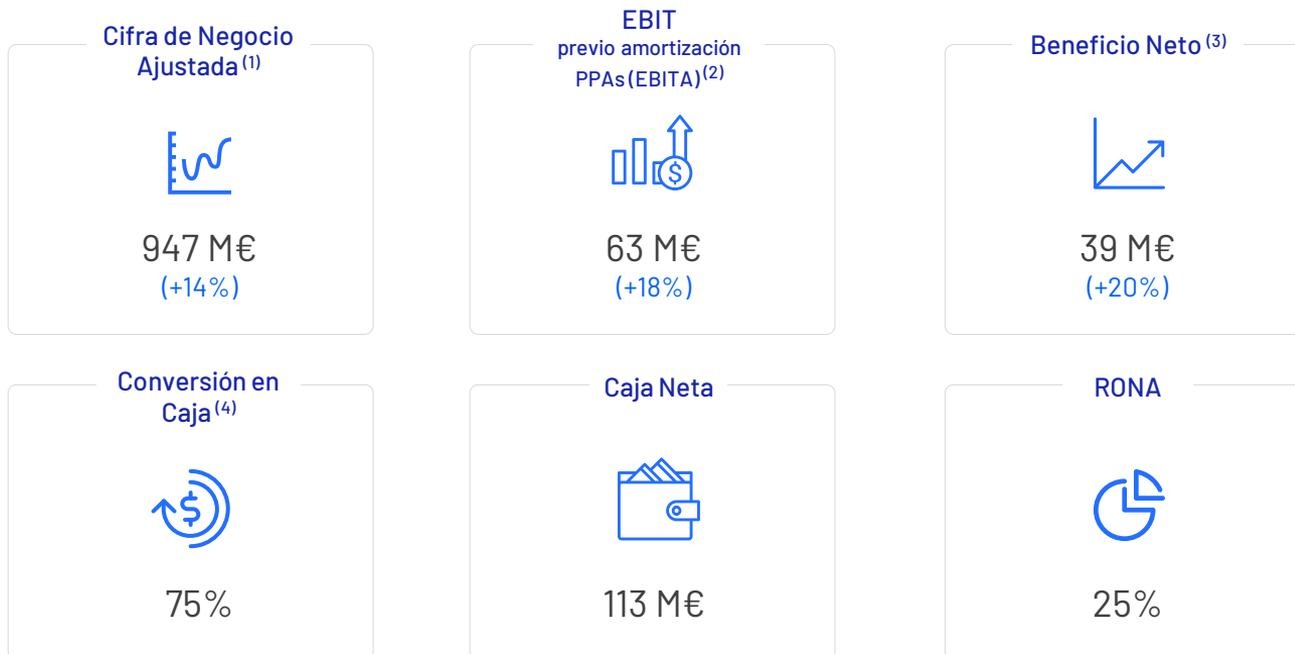 Cifra de Negocio
Ajustada (1)
947 M€
(+14%)
EBIT
previo amortización
PPAs (EBITA) (2)
$
63 M€
(+18%)
Beneficio Neto (3)
39 M€
(+20%)
Conversión en
Caja (4)
$
75%
Caja Neta
113 M€
RONA
25%